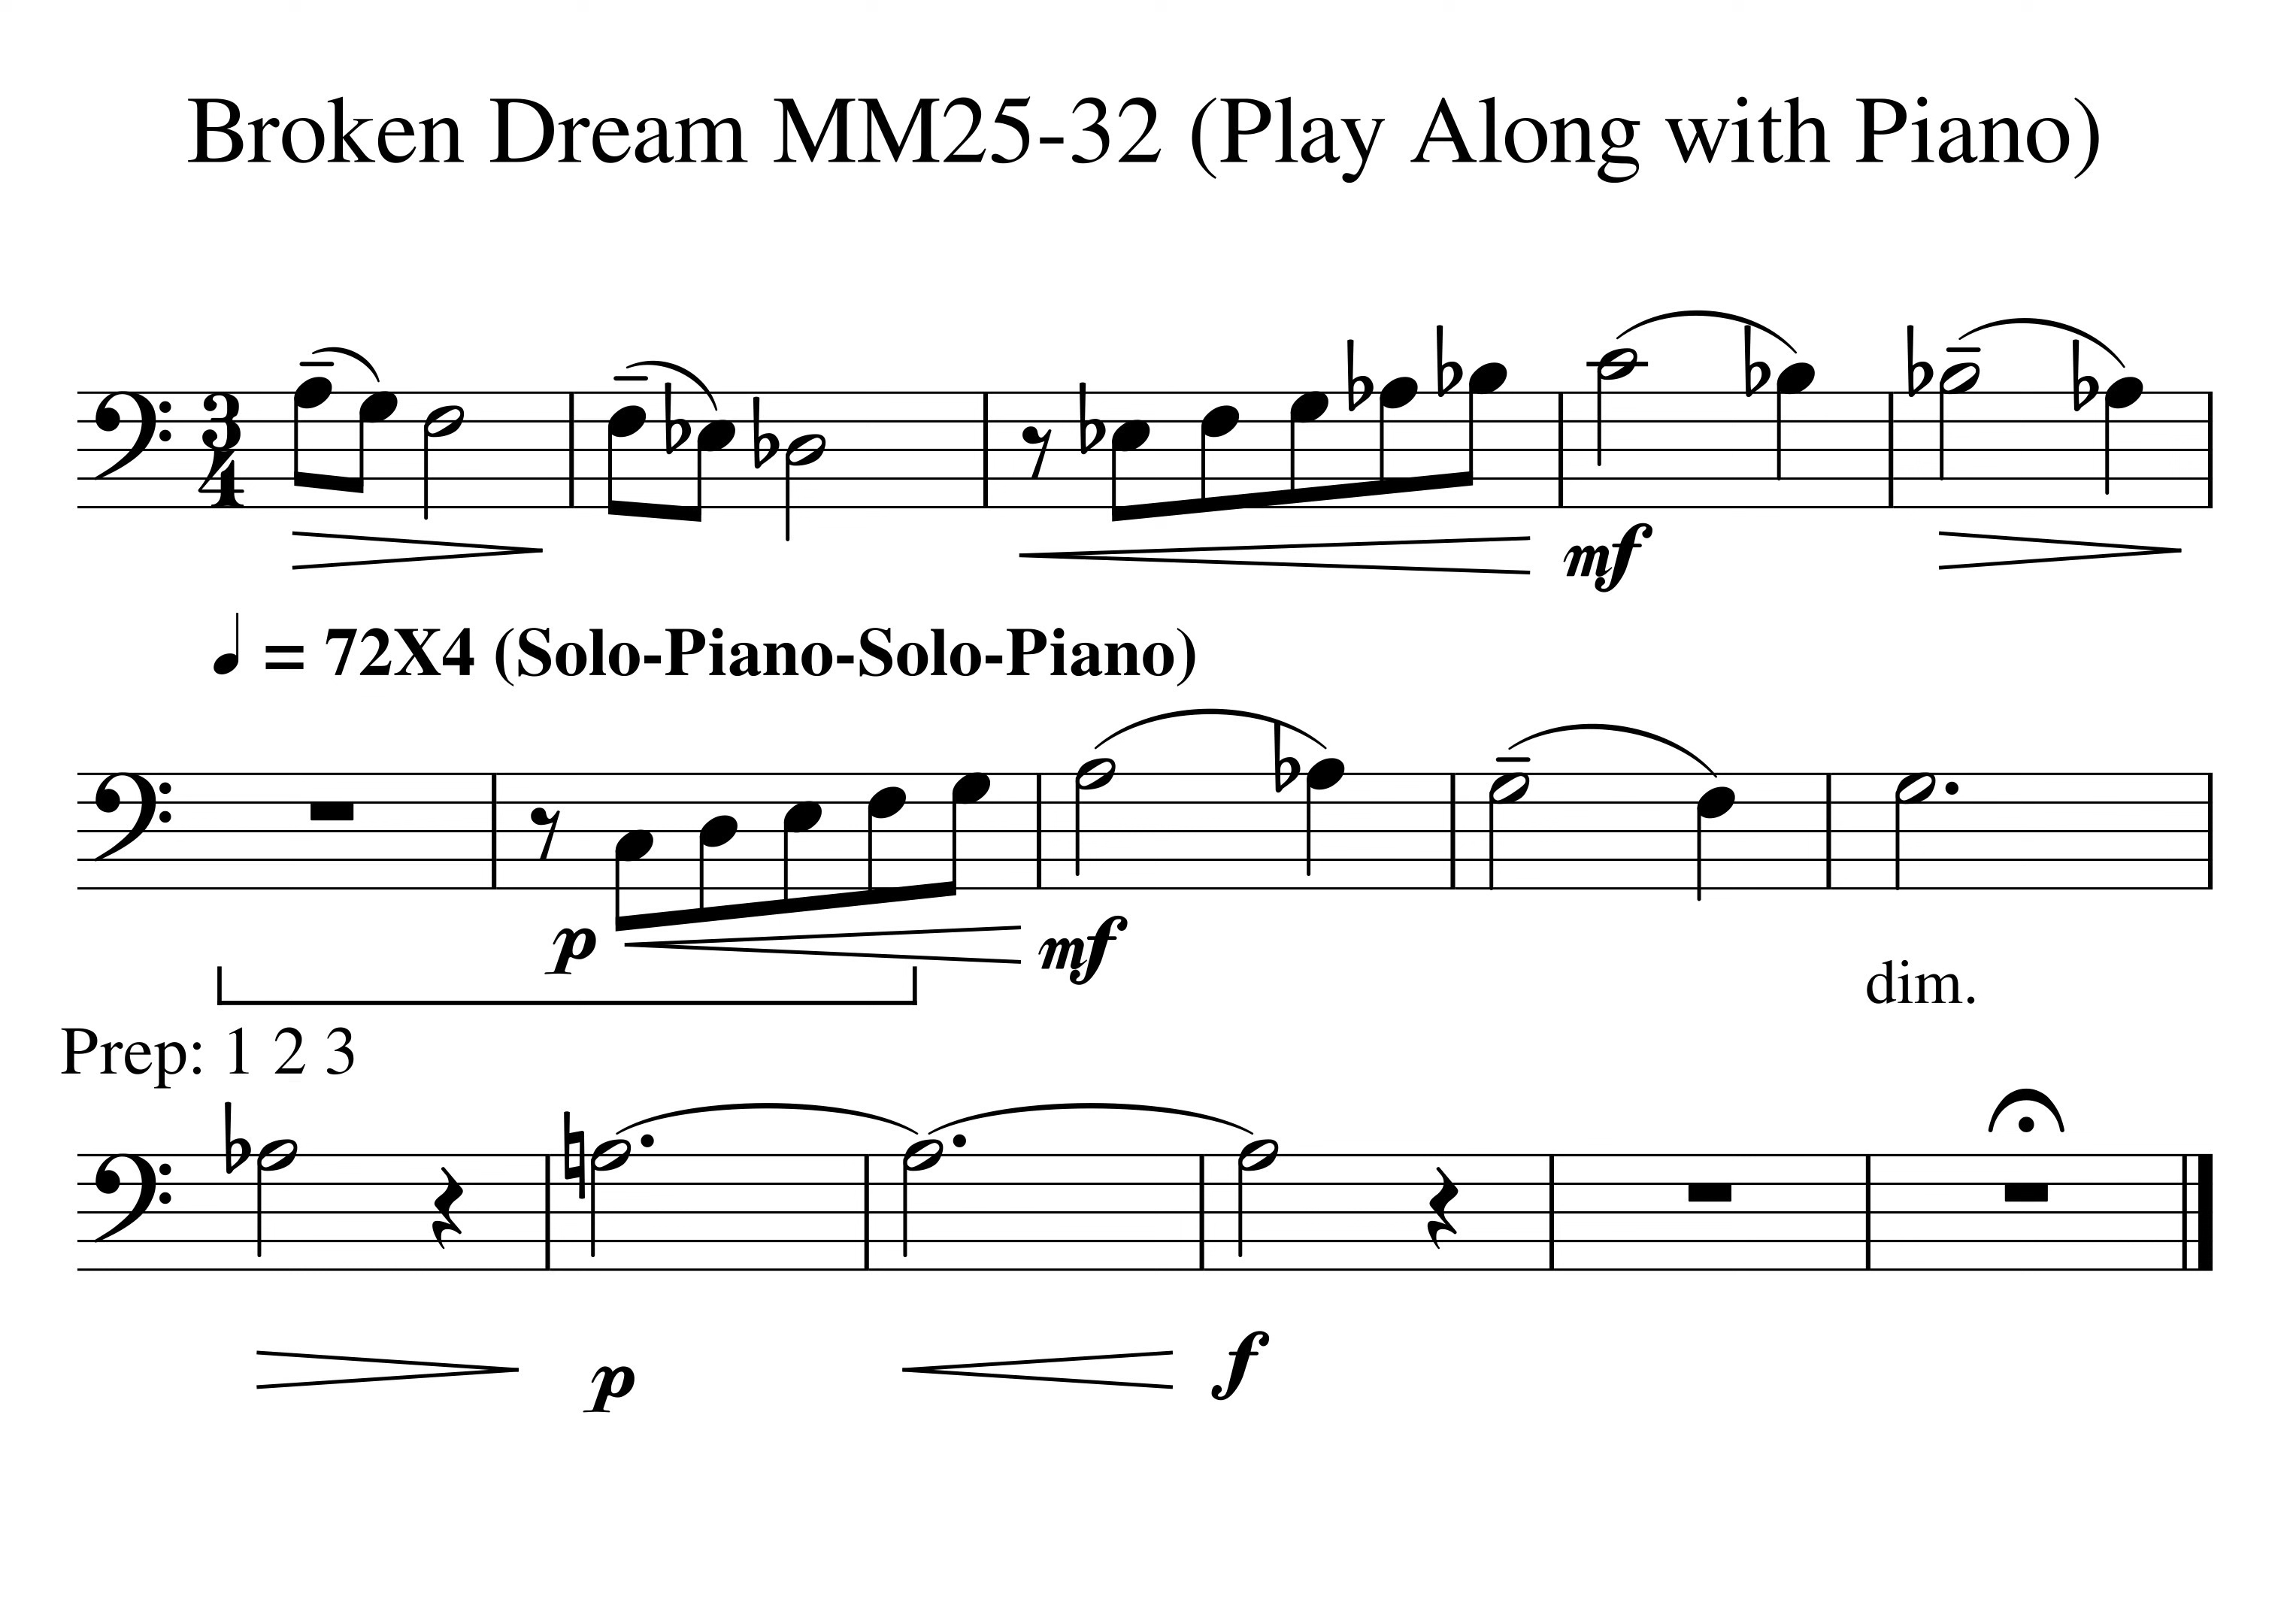 Broken Dream MM25-32 (Play Along with Piano)
3
4
mf
♩ = 72X4 (Solo-Piano-Solo-Piano)
p mf
dim.
Prep: 1 2 3
p f